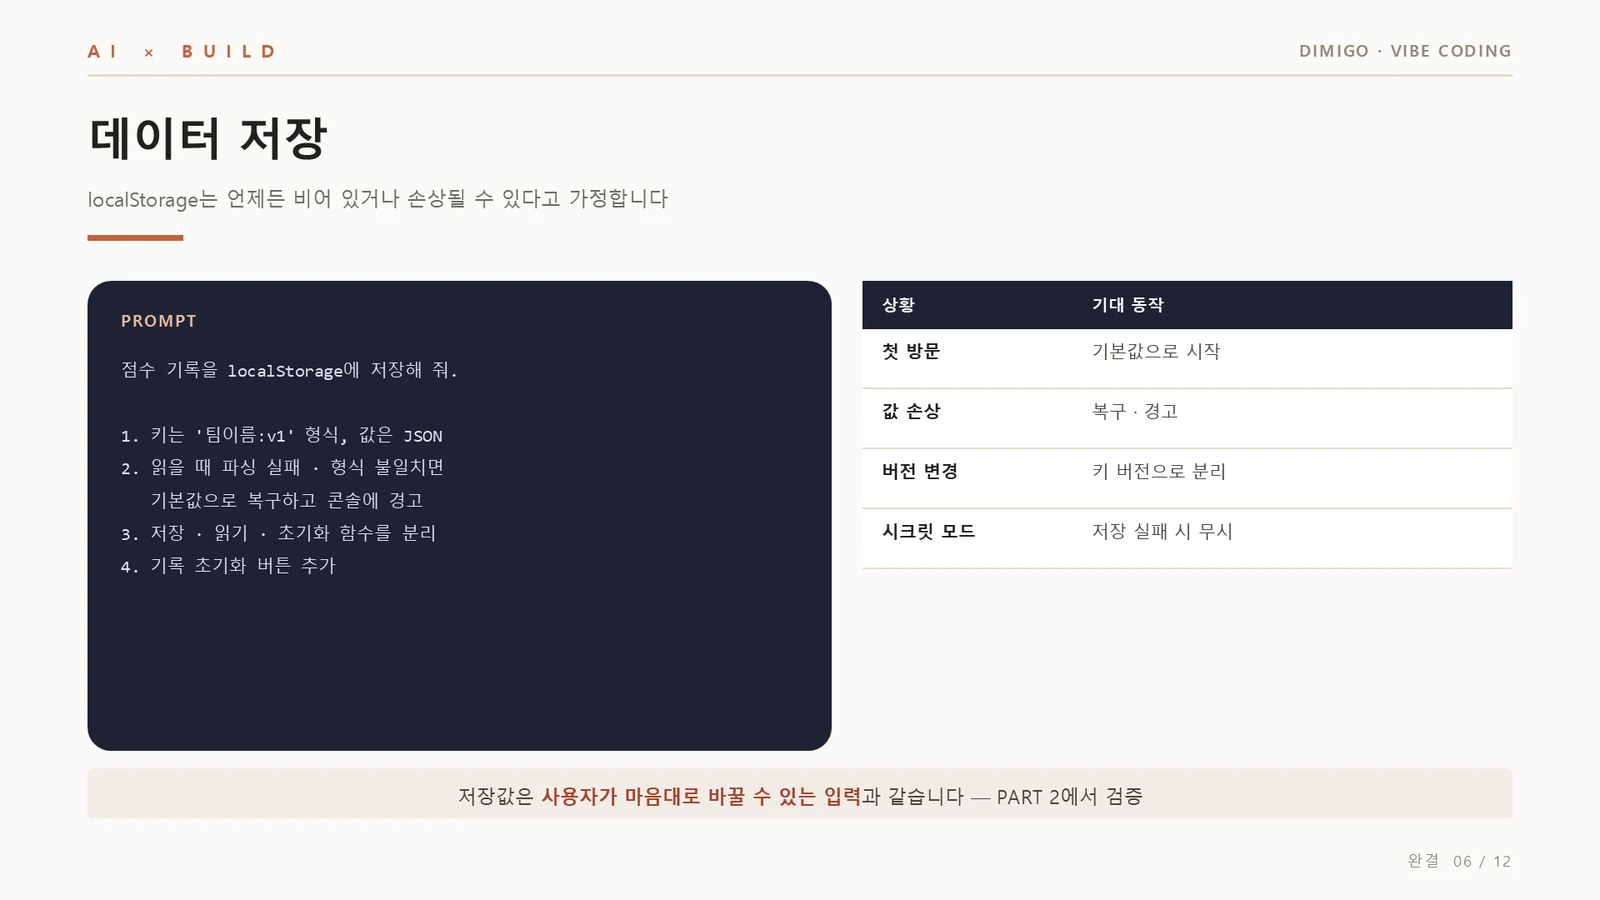 AI × BUILD
DIMIGO · VIBE CODING
데이터 저장
localStorage는 언제든 비어 있거나 손상될 수 있다고 가정합니다
PROMPT
점수 기록을 localStorage에 저장해 줘.
1. 키는 '팀이름:v1' 형식, 값은 JSON
2. 읽을 때 파싱 실패 · 형식 불일치면
기본값으로 복구하고 콘솔에 경고
3. 저장 · 읽기 · 초기화 함수를 분리
4. 기록 초기화 버튼 추가
상황 기대 동작
첫 방문 기본값으로 시작
값 손상 복구 · 경고
버전 변경 키 버전으로 분리
시크릿 모드 저장 실패 시 무시
저장값은 사용자가 마음대로 바꿀 수 있는 입력과 같습니다 — PART 2에서 검증
완결 06 / 12